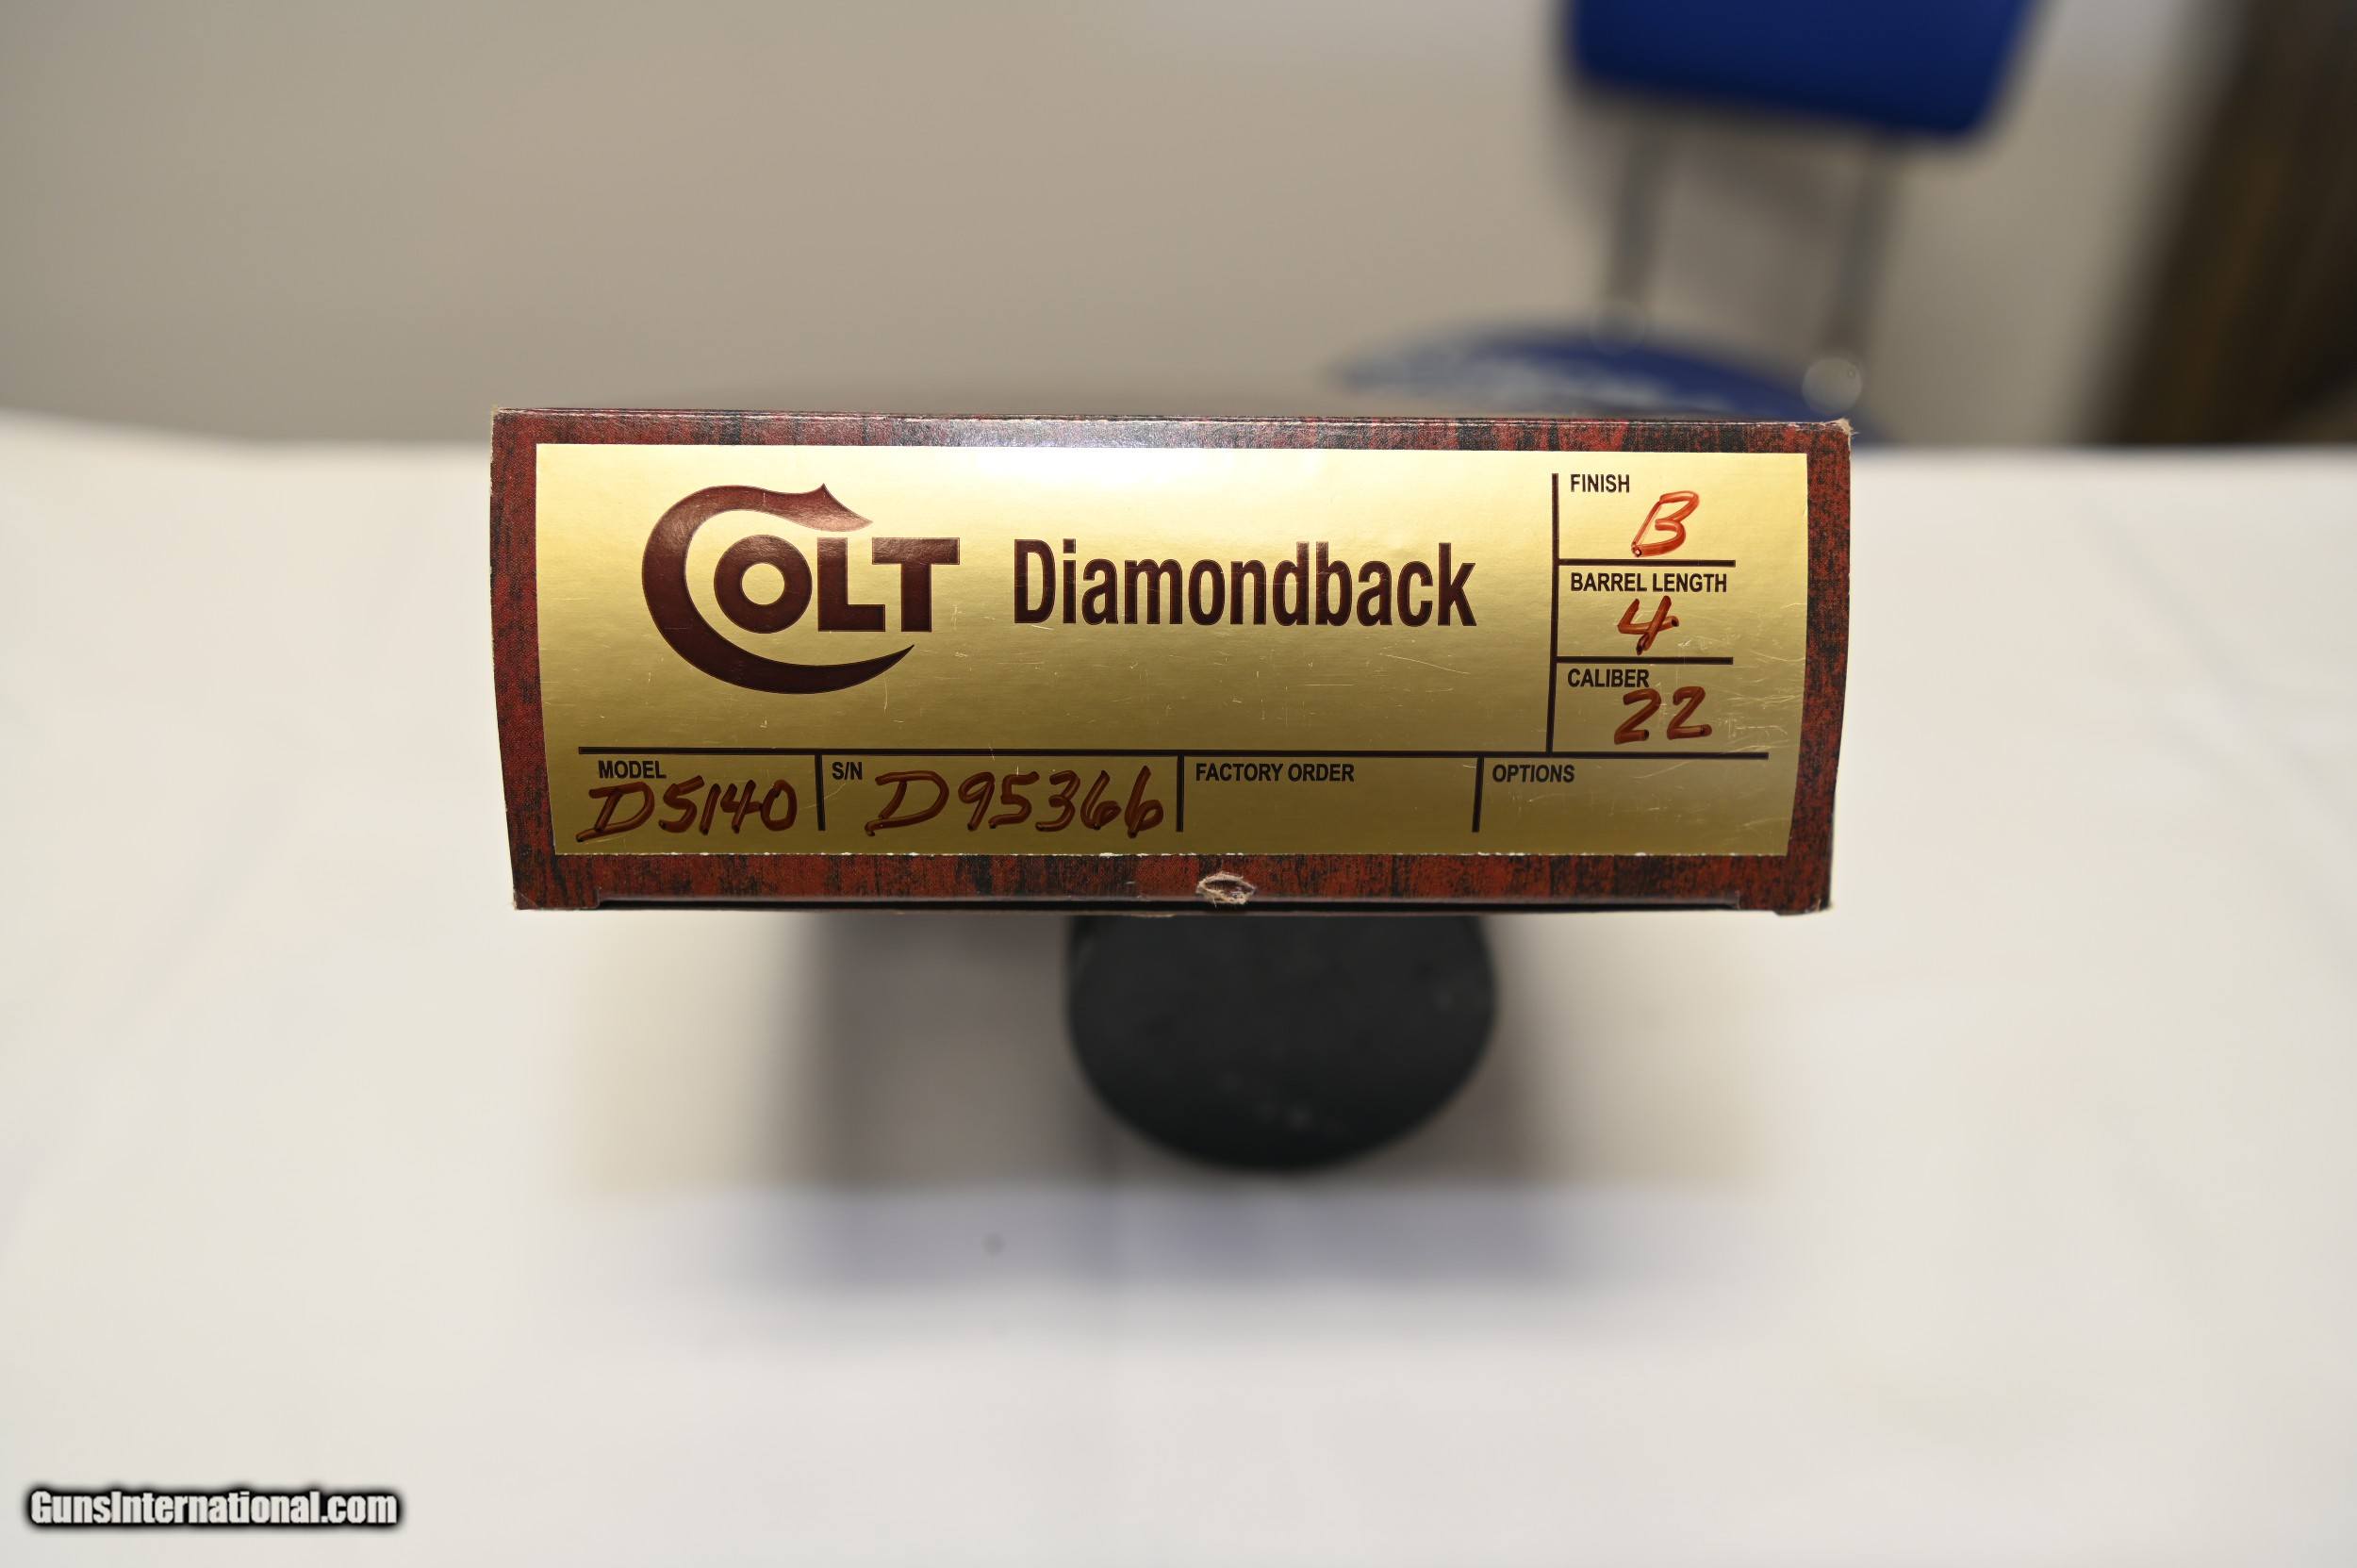 COLT Diamondback
FINISH
B
BARREL LENGTH
4
CALIBER
22
MODEL
D5140
S/N
D95366
FACTORY ORDER
OPTIONS
GunsInternational.com